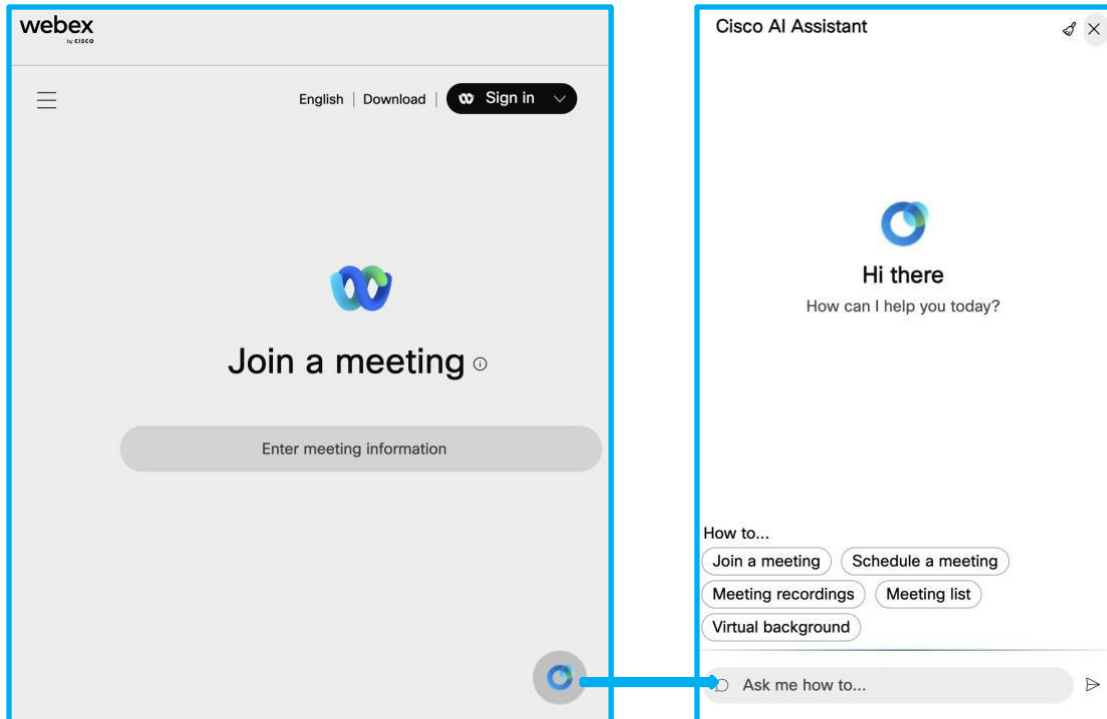 webex
by CISCO
English | Download | Sign in
Join a meeting
Enter meeting information
Cisco AI Assistant
Hi there
How can I help you today?
How to...
Join a meeting Schedule a meeting
Meeting recordings Meeting list
Virtual background
Ask me how to...